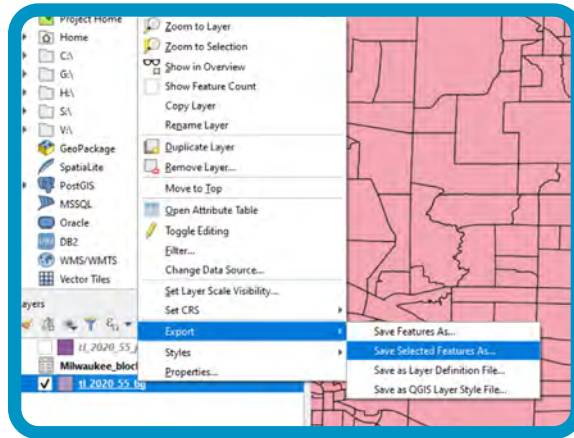 Project Home
Home
C:\
G:\
H:\
S:\
V:\
GeoPackage
SpatiaLite
PostGIS
MSSQL
Oracle
DB2
WMS/WMTS
Vector Tiles
ayers
tl_2020_55_
Milwaukee_bloc
tl_2020_55_bg
Zoom to Layer
Zoom to Selection
Show in Overview
Show Feature Count
Copy Layer
Rename Layer
Duplicate Layer
Remove Layer...
Move to Top
Open Attribute Table
Toggle Editing
Filter...
Change Data Source...
Set Layer Scale Visibility...
Set CRS
Export
Styles
Properties...
Save Features As...
Save Selected Features As...
Save as Layer Definition File...
Save as QGIS Layer Style File...